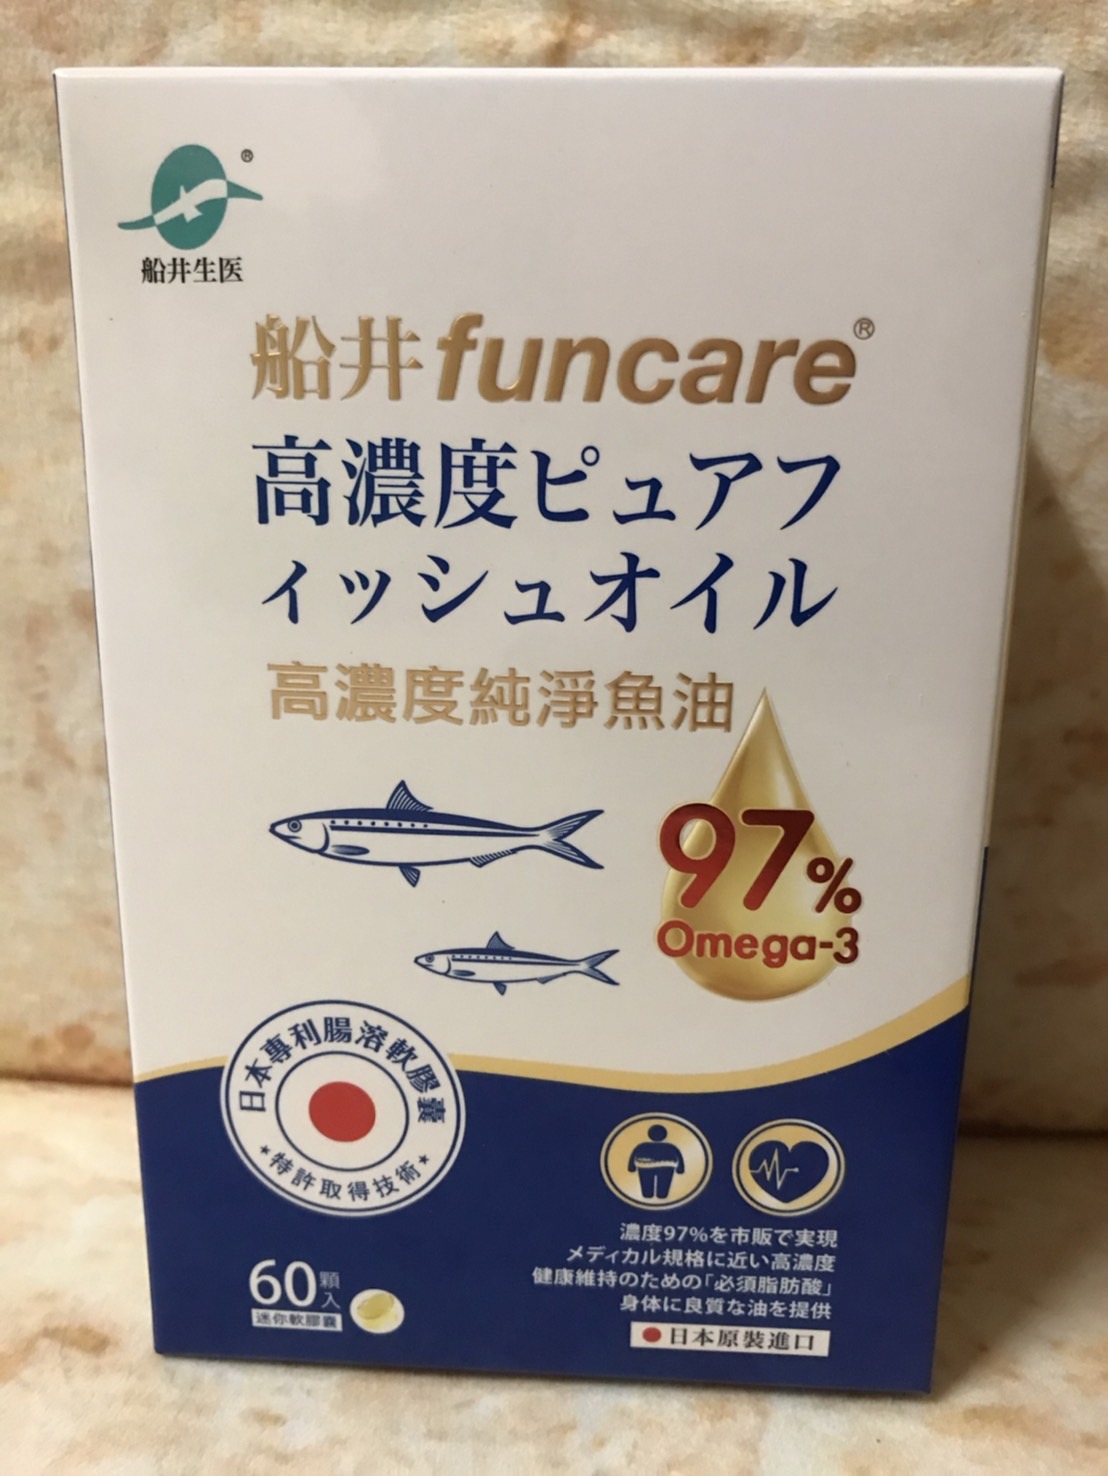 ®
船井生医
船井funcare®
高濃度ピュアフ
ィッシュオイル
高濃度純淨魚油
97%
Omega-3
日本專利腸溶軟膠囊
★特許取得技術★
濃度97%を市販で実現
メディカル規格に近い高濃度
健康維持のための「必須脂肪酸」
身体に良質な油を提供
日本原裝進口
60顆入
迷你軟膠囊